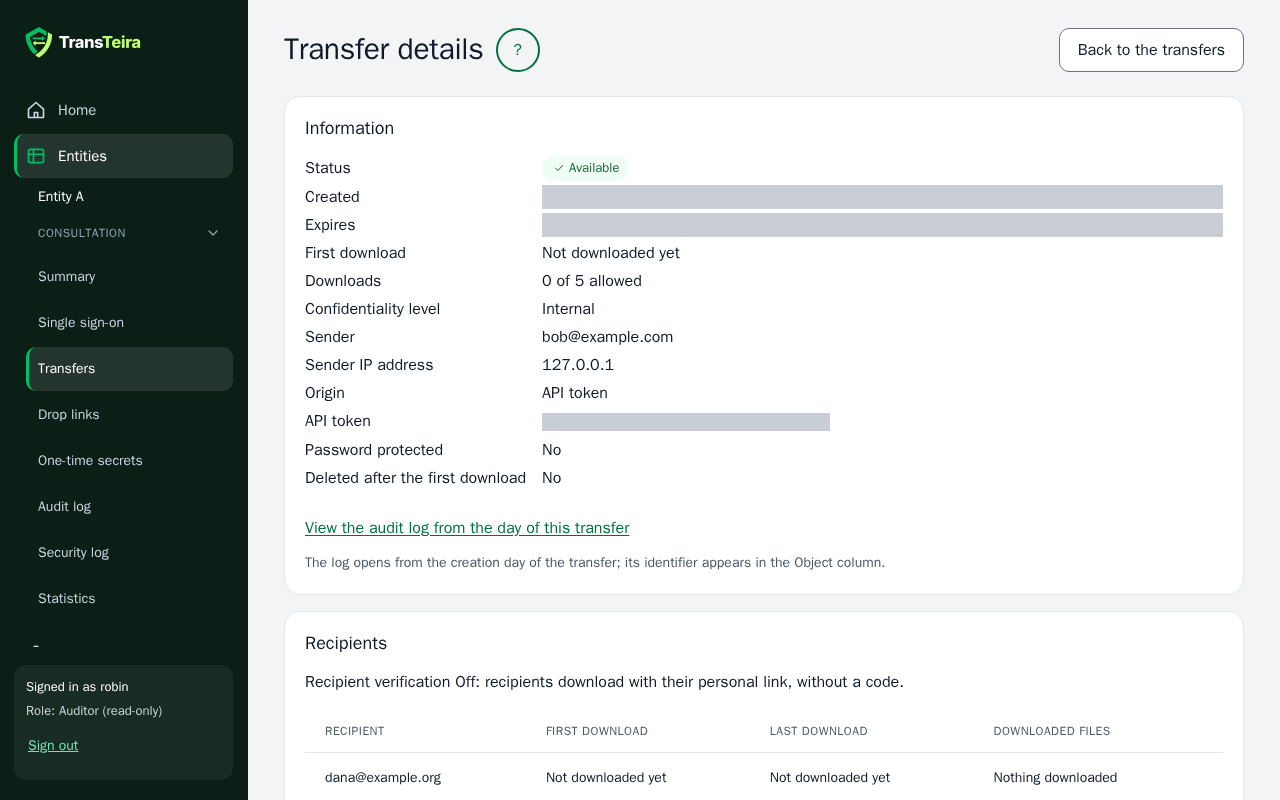 TransTeira
Home
Entities
Entity A
CONSULTATION
Summary
Single sign-on
Transfers
Drop links
One-time secrets
Audit log
Security log
Statistics
Signed in as robin
Role: Auditor (read-only)
Sign out
Transfer details ?
Back to the transfers
Information
Status Available
Created
Expires
First download Not downloaded yet
Downloads 0 of 5 allowed
Confidentiality level Internal
Sender bob@example.com
Sender IP address 127.0.0.1
Origin API token
API token
Password protected No
Deleted after the first download No
View the audit log from the day of this transfer
The log opens from the creation day of the transfer; its identifier appears in the Object column.
Recipients
Recipient verification Off: recipients download with their personal link, without a code.
RECIPIENT FIRST DOWNLOAD LAST DOWNLOAD DOWNLOADED FILES
dana@example.org Not downloaded yet Not downloaded yet Nothing downloaded